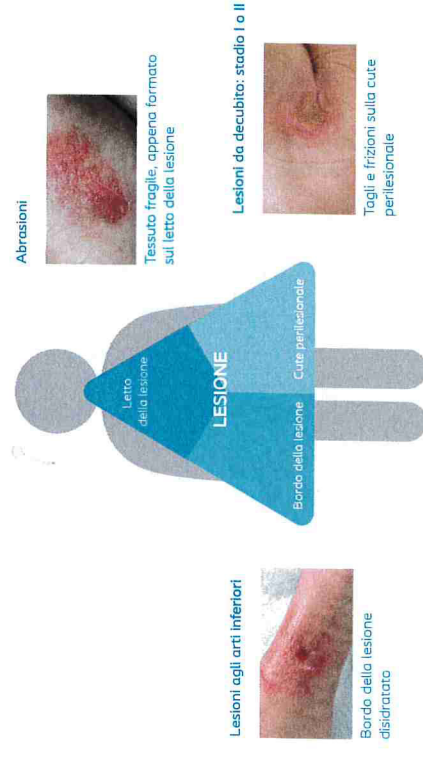 Abrasioni
Tessuto fragile, appena formato
sul letto della lesione
Letto
della lesione
LESIONE
Bordo della lesione
Cute perilesionale
Lesioni agli arti inferiori
Bordo della lesione
disidratato
Lesioni da decubito: stadio I o II
Tagli e frizioni sulla cute
perilesionale